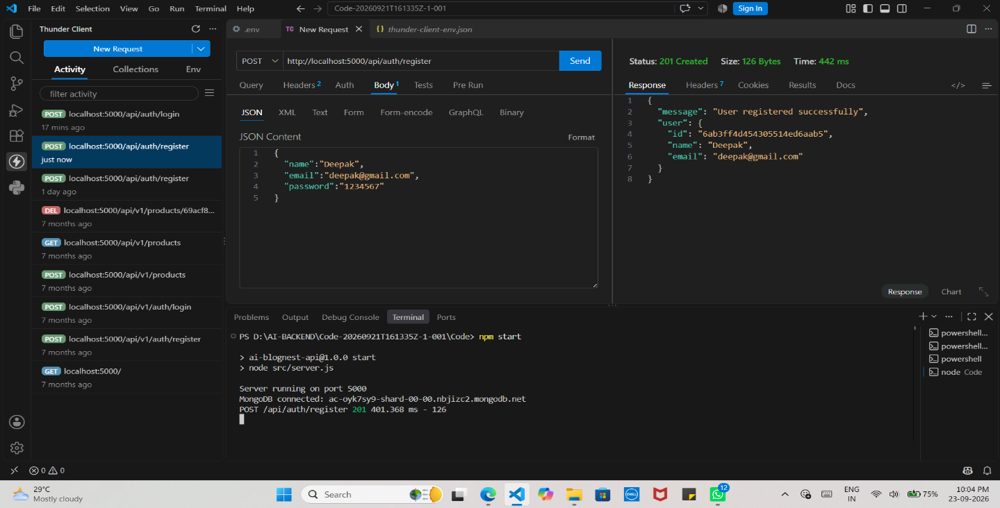 File Edit Selection View Go Run Terminal Help
Code-20260921T161335Z-1-001
Sign In
Thunder Client
New Request
Activity Collections Env
filter activity
POST localhost:5000/api/auth/login
17 mins ago
POST localhost:5000/api/auth/register
just now
POST localhost:5000/api/auth/register
1 day ago
DEL localhost:5000/api/v1/products/69acf8...
7 months ago
GET localhost:5000/api/v1/products
7 months ago
POST localhost:5000/api/v1/products
7 months ago
POST localhost:5000/api/v1/auth/login
7 months ago
POST localhost:5000/api/v1/auth/register
7 months ago
GET localhost:5000/
7 months ago
.env
TC New Request
{} thunder-client-env.json
POST http://localhost:5000/api/auth/register Send
Query Headers 2 Auth Body 1 Tests Pre Run
JSON XML Text Form Form-encode GraphQL Binary
JSON Content Format
1 {
2 "name":"Deepak",
3 "email":"deepak@gmail.com",
4 "password":"1234567"
5 }
Status: 201 Created Size: 126 Bytes Time: 442 ms
Response Headers 7 Cookies Results Docs
1 {
2 "message": "User registered successfully",
3 "user": {
4 "id": "6ab3ff4d454305514ed6aab5",
5 "name": "Deepak",
6 "email": "deepak@gmail.com"
7 }
8 }
Response Chart
Problems Output Debug Console Terminal Ports
PS D:\AI-BACKEND\Code-20260921T161335Z-1-001\Code> npm start
> ai-blognest-api@1.0.0 start
> node src/server.js
Server running on port 5000
MongoDB connected: ac-oyk7sy9-shard-00-00.nbjizc2.mongodb.net
POST /api/auth/register 201 401.368 ms - 126
powershell...
powershell...
powershell
node Code
0 0
29°C
Mostly cloudy
Search
DELL
12
ENG
IN
75%
10:04 PM
23-09-2026